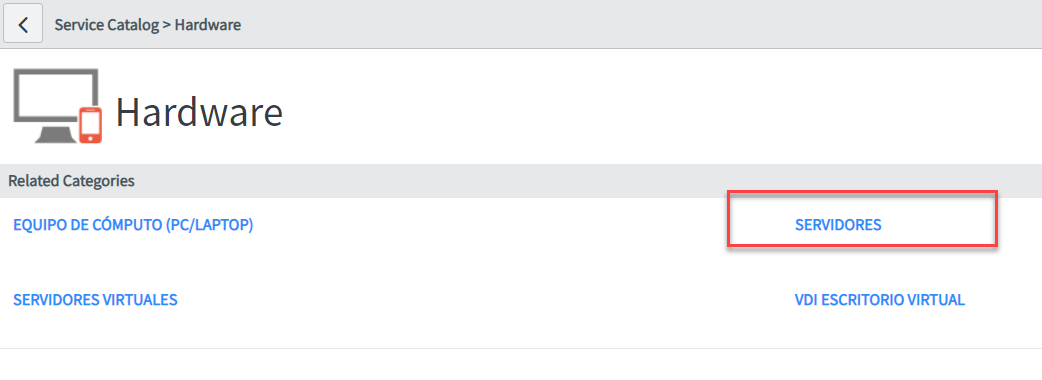 Service Catalog > Hardware
Hardware
Related Categories
EQUIPO DE CÓMPUTO (PC/LAPTOP)
SERVIDORES
SERVIDORES VIRTUALES
VDI ESCRITORIO VIRTUAL